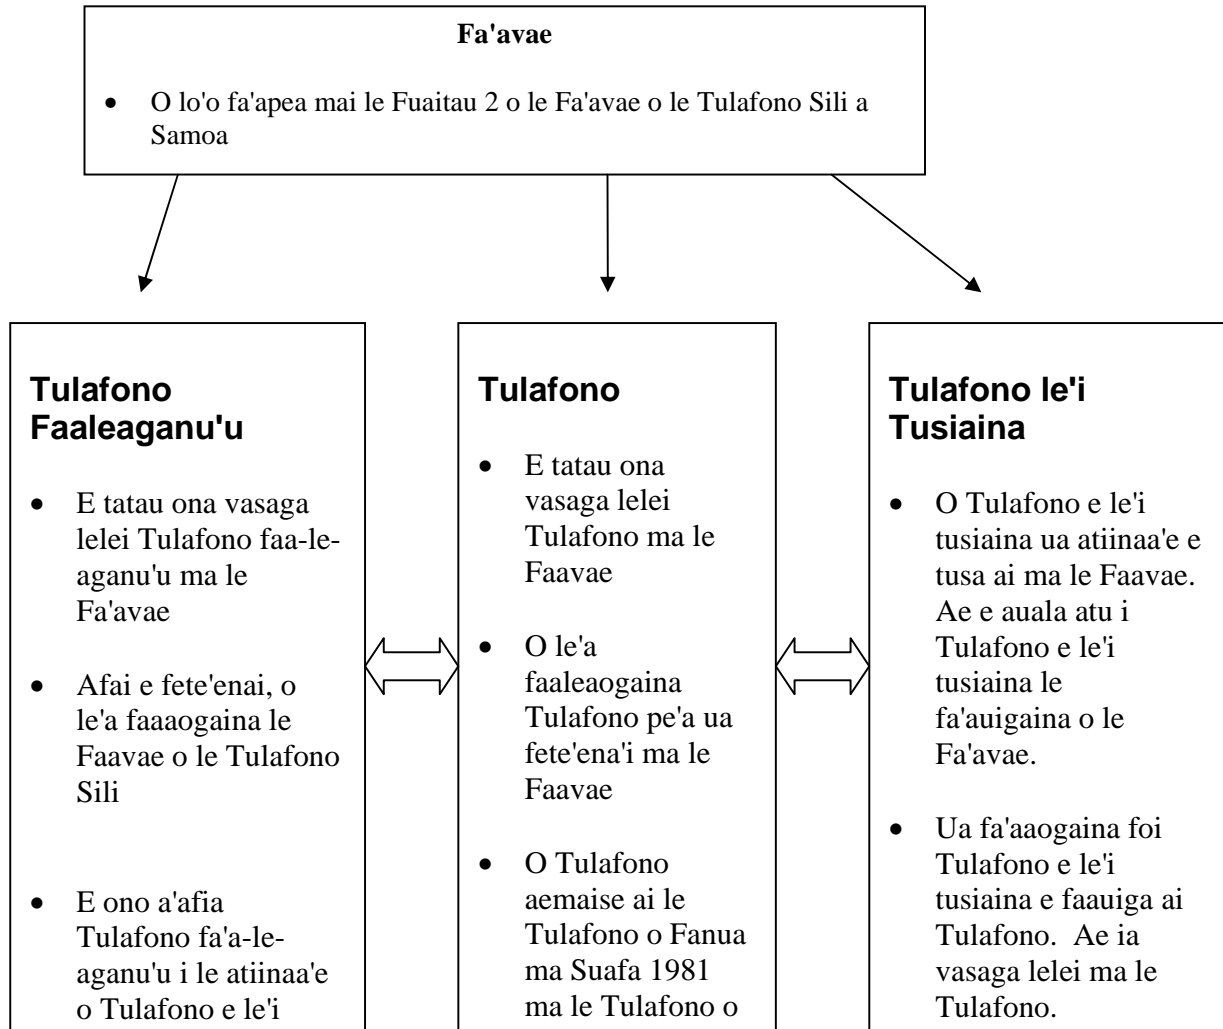 Fa'avae
• O lo'o fa'apea mai le Fuaitau 2 o le Fa'avae o le Tulafono Sili a
Samoa
Tulafono
Faaleaganu'u
• E tatau ona vasaga
lelei Tulafono faa-le-
aganu'u ma le
Fa'avae
• Afai e fete'enai, o
le'a faaaogaina le
Faavae o le Tulafono
Sili
• E ono a'afia
Tulafono fa'a-le-
aganu'u i le atiinaa'e
o Tulafono e le'i
Tulafono
• E tatau ona
vasaga lelei
Tulafono ma le
Faavae
• O le'a
faaleaogaina
Tulafono pe'a ua
fete'ena'i ma le
Faavae
• O Tulafono
aemaise ai le
Tulafono o Fanua
ma Suafa 1981
ma le Tulafono o
Tulafono le'i
Tusiaina
• O Tulafono e le'i
tusiaina ua atiinaa'e e
tusa ai ma le Faavae.
Ae e auala atu i
Tulafono e le'i
tusiaina le
fa'auigaina o le
Fa'avae.
• Ua fa'aaogaina foi
Tulafono e le'i
tusiaina e faauiga ai
Tulafono.  Ae ia
vasaga lelei ma le
Tulafono.